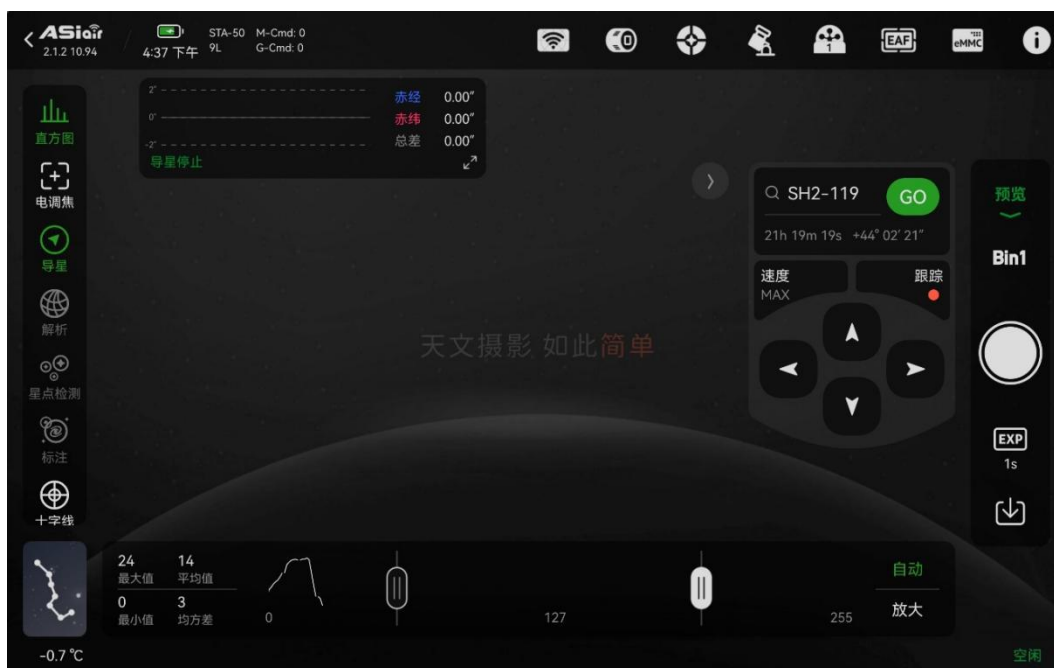 ASiair
2.1.2 10.94
4:37 下午
STA-50 M-Cmd: 0
9L G-Cmd: 0
0
1
EAF
eMMC
i
直方图
电调焦
导星
解析
星点检测
标注
十字线
2"
0"
-2"
赤经 0.00"
赤纬 0.00"
总差 0.00"
导星停止
SH2-119
GO
21h 19m 19s +44° 02' 21"
速度
MAX
跟踪
天文摄影 如此简单
预览
Bin1
EXP
1s
24
最大值
14
平均值
0
最小值
3
均方差
0
127
255
自动
放大
-0.7 ℃
空闲